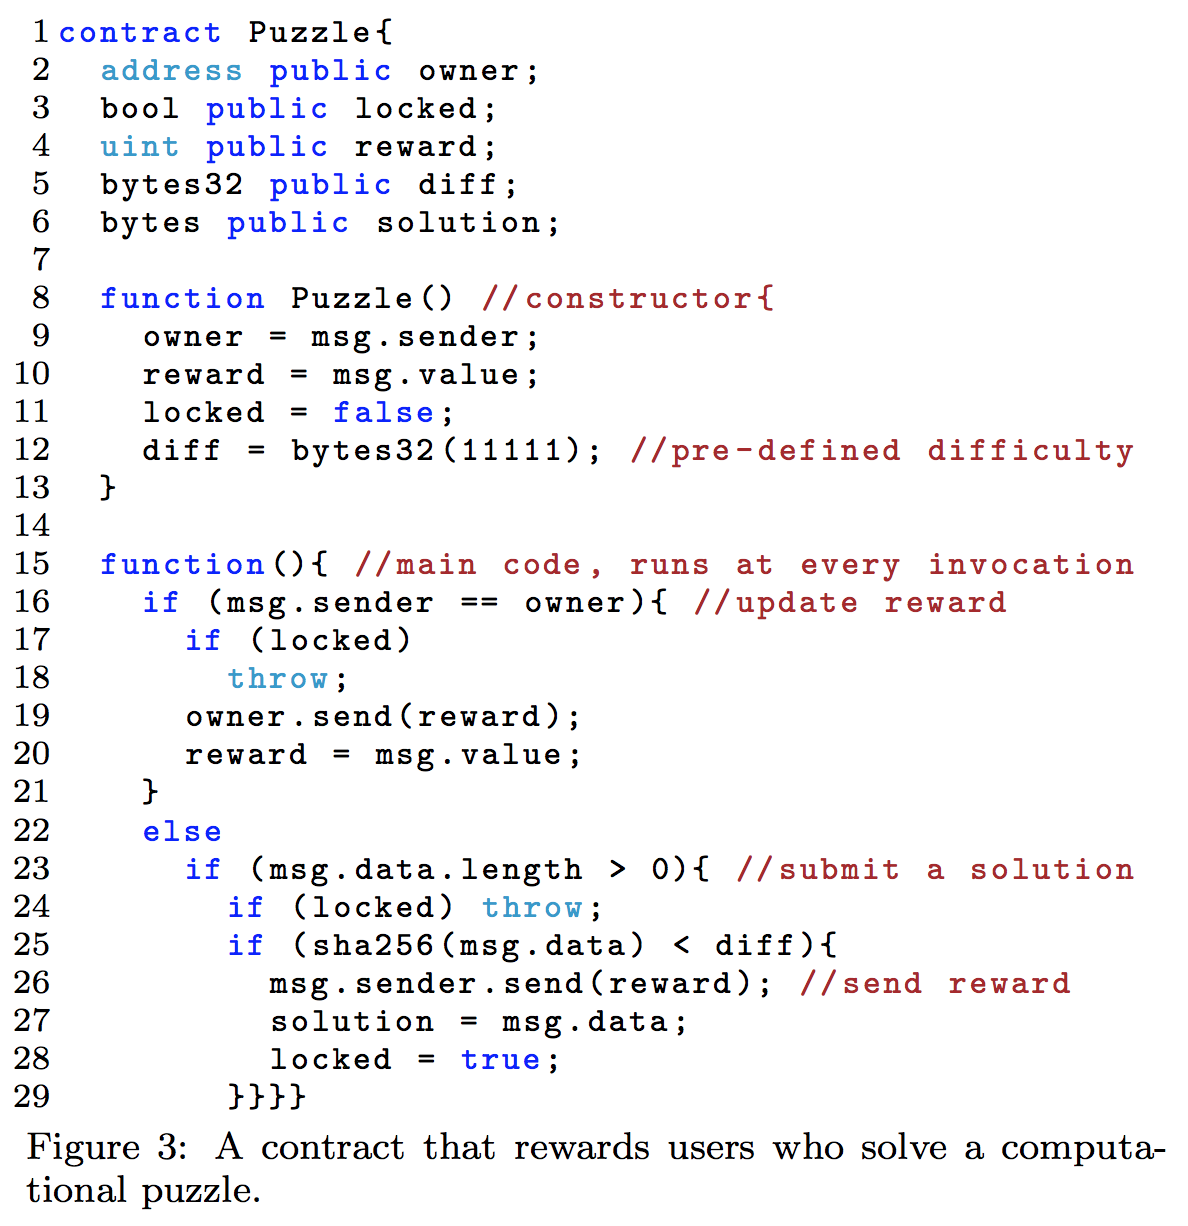 1 contract Puzzle{
2   address public owner;
3   bool public locked;
4   uint public reward;
5   bytes32 public diff;
6   bytes public solution;
7
8   function Puzzle() //constructor{
9     owner = msg.sender;
10     reward = msg.value;
11     locked = false;
12     diff = bytes32(11111); //pre-defined difficulty
13   }
14
15   function(){ //main code, runs at every invocation
16     if (msg.sender == owner){ //update reward
17       if (locked)
18         throw;
19       owner.send(reward);
20       reward = msg.value;
21     }
22     else
23       if (msg.data.length > 0){ //submit a solution
24         if (locked) throw;
25         if (sha256(msg.data) < diff){
26           msg.sender.send(reward); //send reward
27           solution = msg.data;
28           locked = true;
29         }}}}
Figure 3: A contract that rewards users who solve a computa-
tional puzzle.